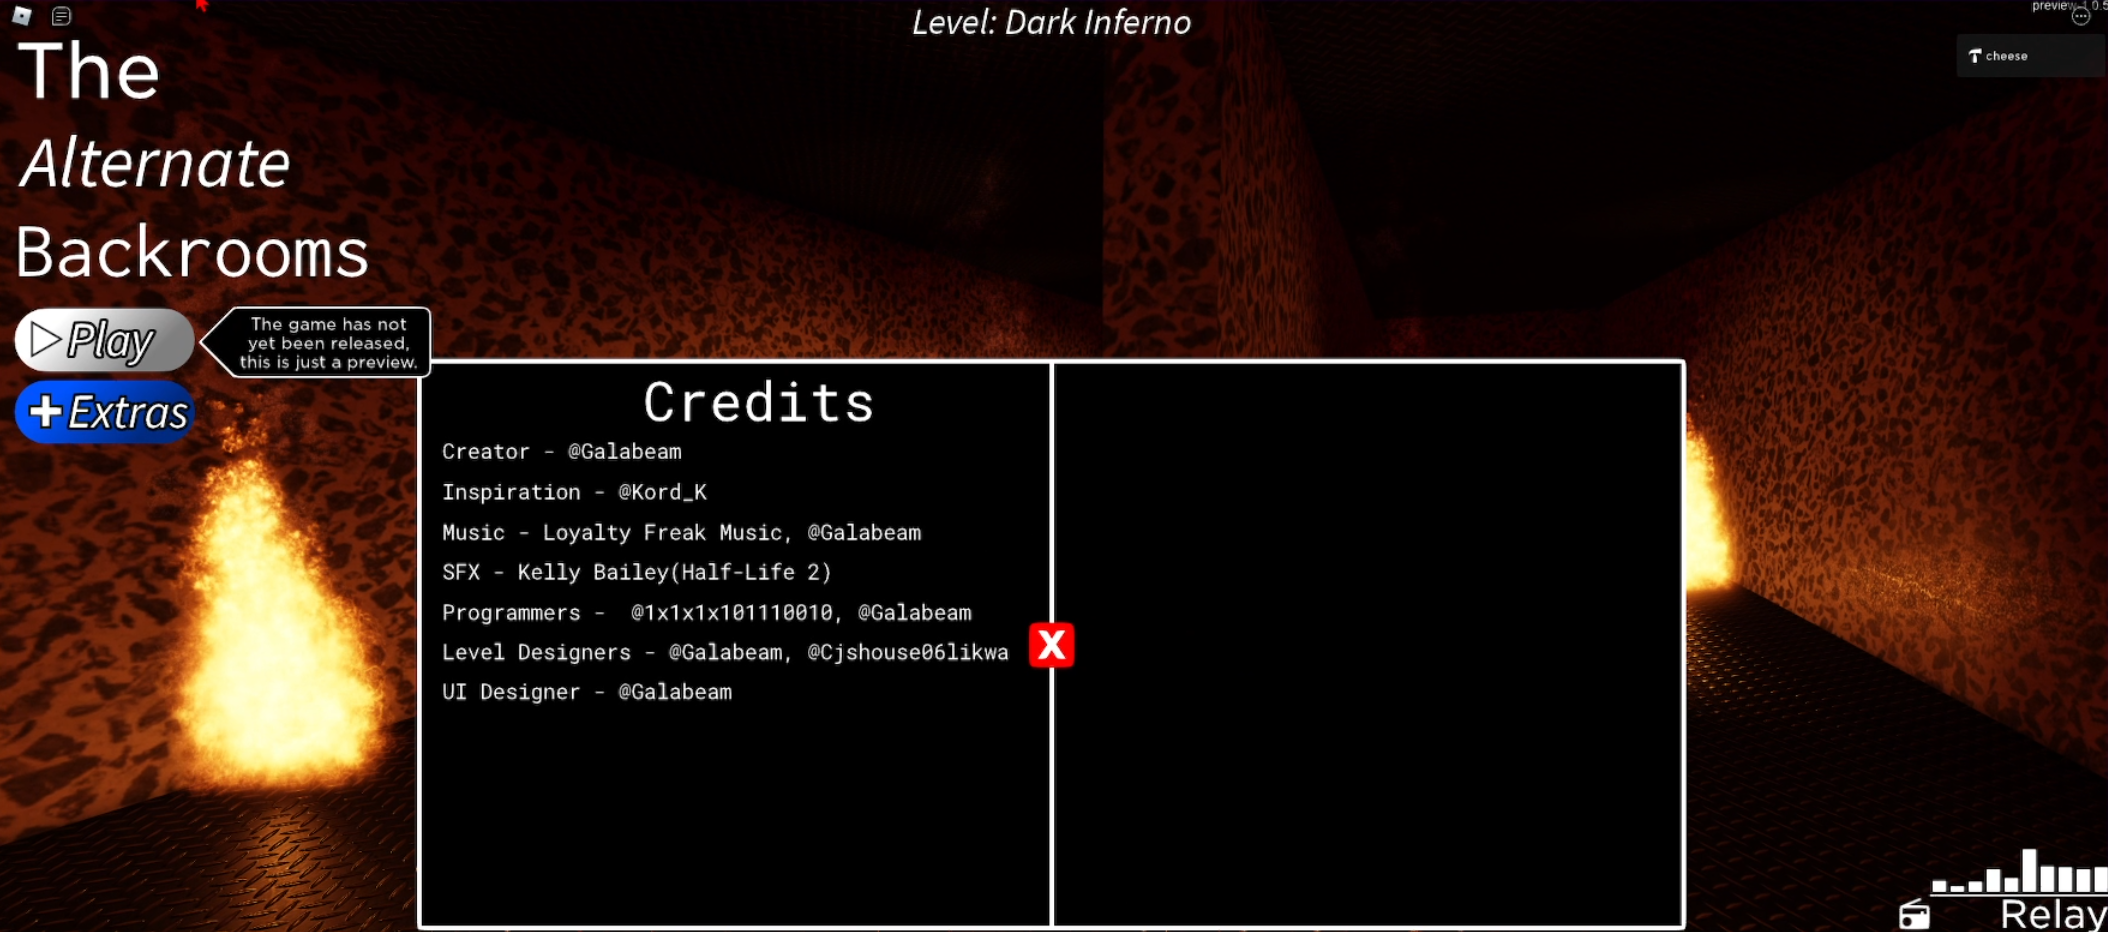 Level: Dark Inferno
cheese
The
Alternate
Backrooms
Play
The game has not
yet been released,
this is just a preview.
Extras
Credits
Creator - @Galabeam
Inspiration - @Kord_K
Music - Loyalty Freak Music, @Galabeam
SFX - Kelly Bailey(Half-Life 2)
Programmers - @1x1x1x101110010, @Galabeam
Level Designers - @Galabeam, @Cjshouse06likwa
X
UI Designer - @Galabeam
Relay